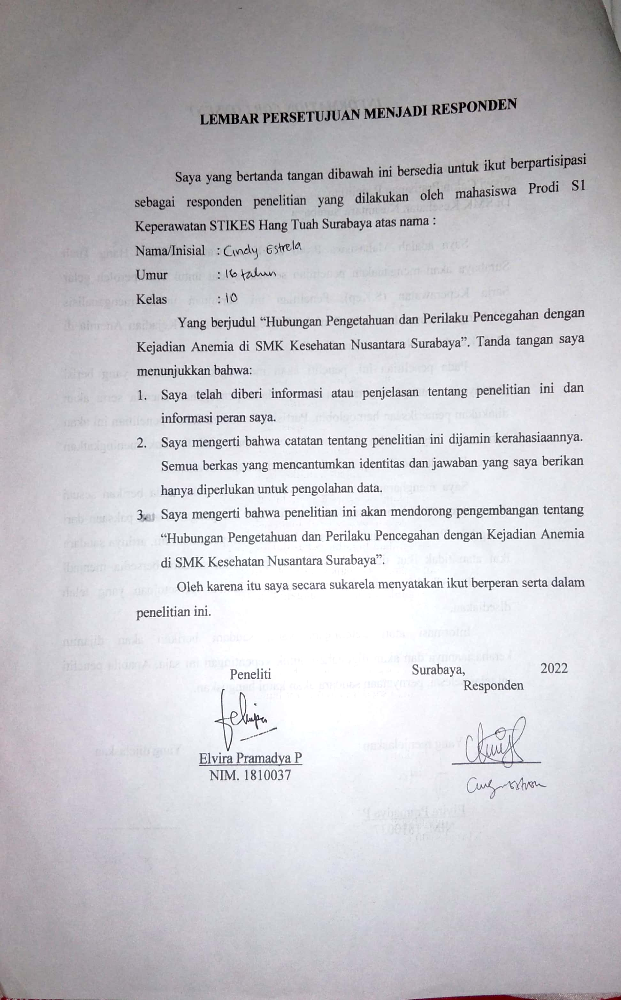 LEMBAR PERSETUJUAN MENJADI RESPONDEN
Saya yang bertanda tangan dibawah ini bersedia untuk ikut berpartisipasi
sebagai responden penelitian yang dilakukan oleh mahasiswa Prodi S1
Keperawatan STIKES Hang Tuah Surabaya atas nama :
Nama/Inisial : Cindy Estrela
Umur : 16 tahun
Kelas : 10
Yang berjudul “Hubungan Pengetahuan dan Perilaku Pencegahan dengan
Kejadian Anemia di SMK Kesehatan Nusantara Surabaya”. Tanda tangan saya
menunjukkan bahwa:
1. Saya telah diberi informasi atau penjelasan tentang penelitian ini dan
informasi peran saya.
2. Saya mengerti bahwa catatan tentang penelitian ini dijamin kerahasiaannya.
Semua berkas yang mencantumkan identitas dan jawaban yang saya berikan
hanya diperlukan untuk pengolahan data.
3. Saya mengerti bahwa penelitian ini akan mendorong pengembangan tentang
“Hubungan Pengetahuan dan Perilaku Pencegahan dengan Kejadian Anemia
di SMK Kesehatan Nusantara Surabaya”.
Oleh karena itu saya secara sukarela menyatakan ikut berperan serta dalam
penelitian ini.
Surabaya, 2022
Peneliti Responden
Elvira Pramadya P
NIM. 1810037